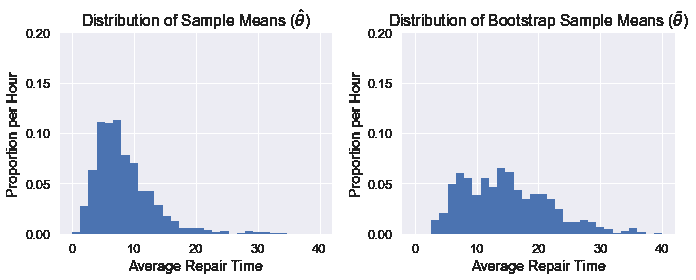 Distribution of Sample Means (θ̂)
Proportion per Hour
0.20
0.15
0.10
0.05
0.00
0 10 20 30 40
Average Repair Time
Distribution of Bootstrap Sample Means (θ̃)
Proportion per Hour
0.20
0.15
0.10
0.05
0.00
0 10 20 30 40
Average Repair Time